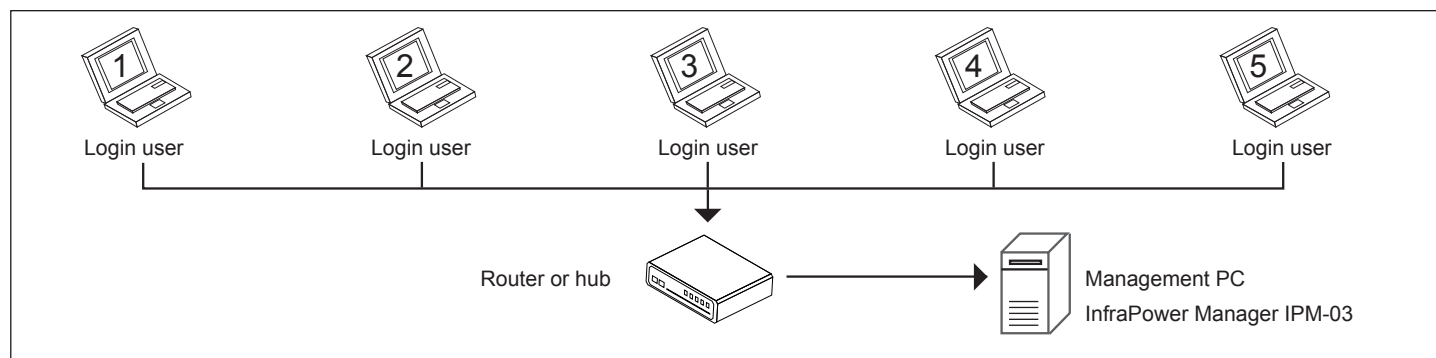 1
2
3
4
5
Login user
Login user
Login user
Login user
Login user
Router or hub
Management PC
InfraPower Manager IPM-03